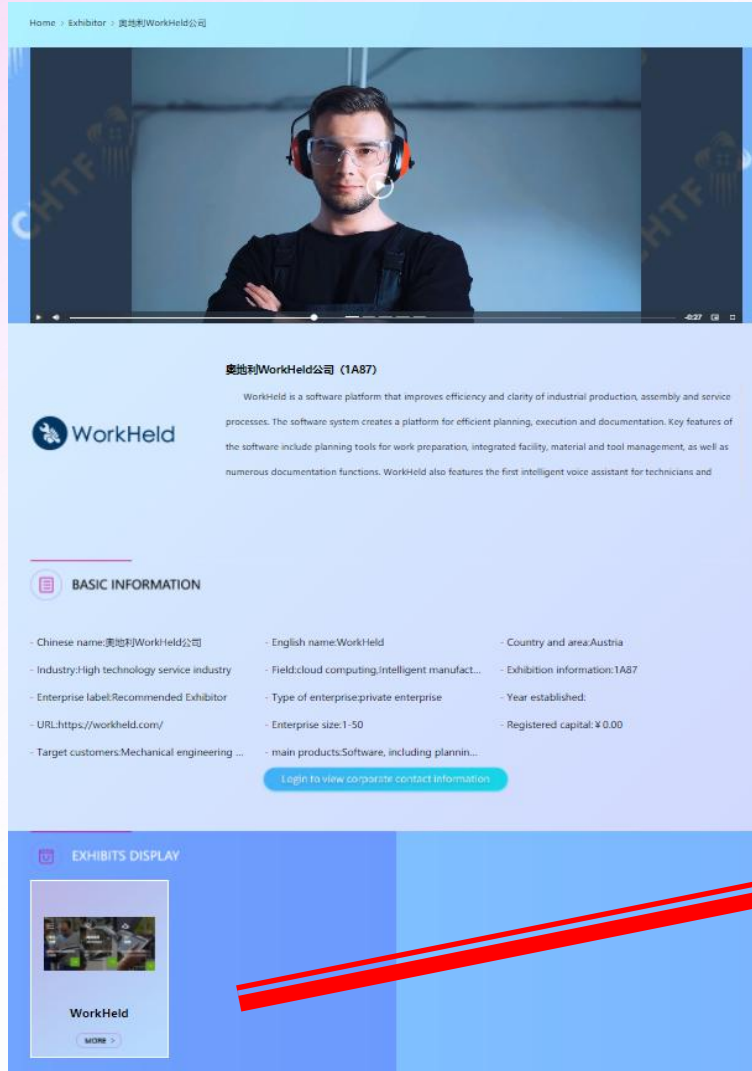 Home > Exhibitor > 奥地利WorkHeld公司
CHTF
CHTF
-0:27
奥地利WorkHeld公司（1A87）
WorkHeld is a software platform that improves efficiency and clarity of industrial production, assembly and service
processes. The software system creates a platform for efficient planning, execution and documentation. Key features of
the software include planning tools for work preparation, integrated facility, material and tool management, as well as
numerous documentation functions. WorkHeld also features the first intelligent voice assistant for technicians and
WorkHeld
BASIC INFORMATION
- Chinese name:奥地利WorkHeld公司
- English name:WorkHeld
- Country and area:Austria
- Industry:High technology service industry
- Field:cloud computing,Intelligent manufact...
- Exhibition information:1A87
- Enterprise label:Recommended Exhibitor
- Type of enterprise:private enterprise
- Year established:
- URL:https://workheld.com/
- Enterprise size:1-50
- Registered capital:¥0.00
- Target customers:Mechanical engineering ...
- main products:Software, including plannin...
Login to view corporate contact information
EXHIBITS DISPLAY
WorkHeld
MORE >